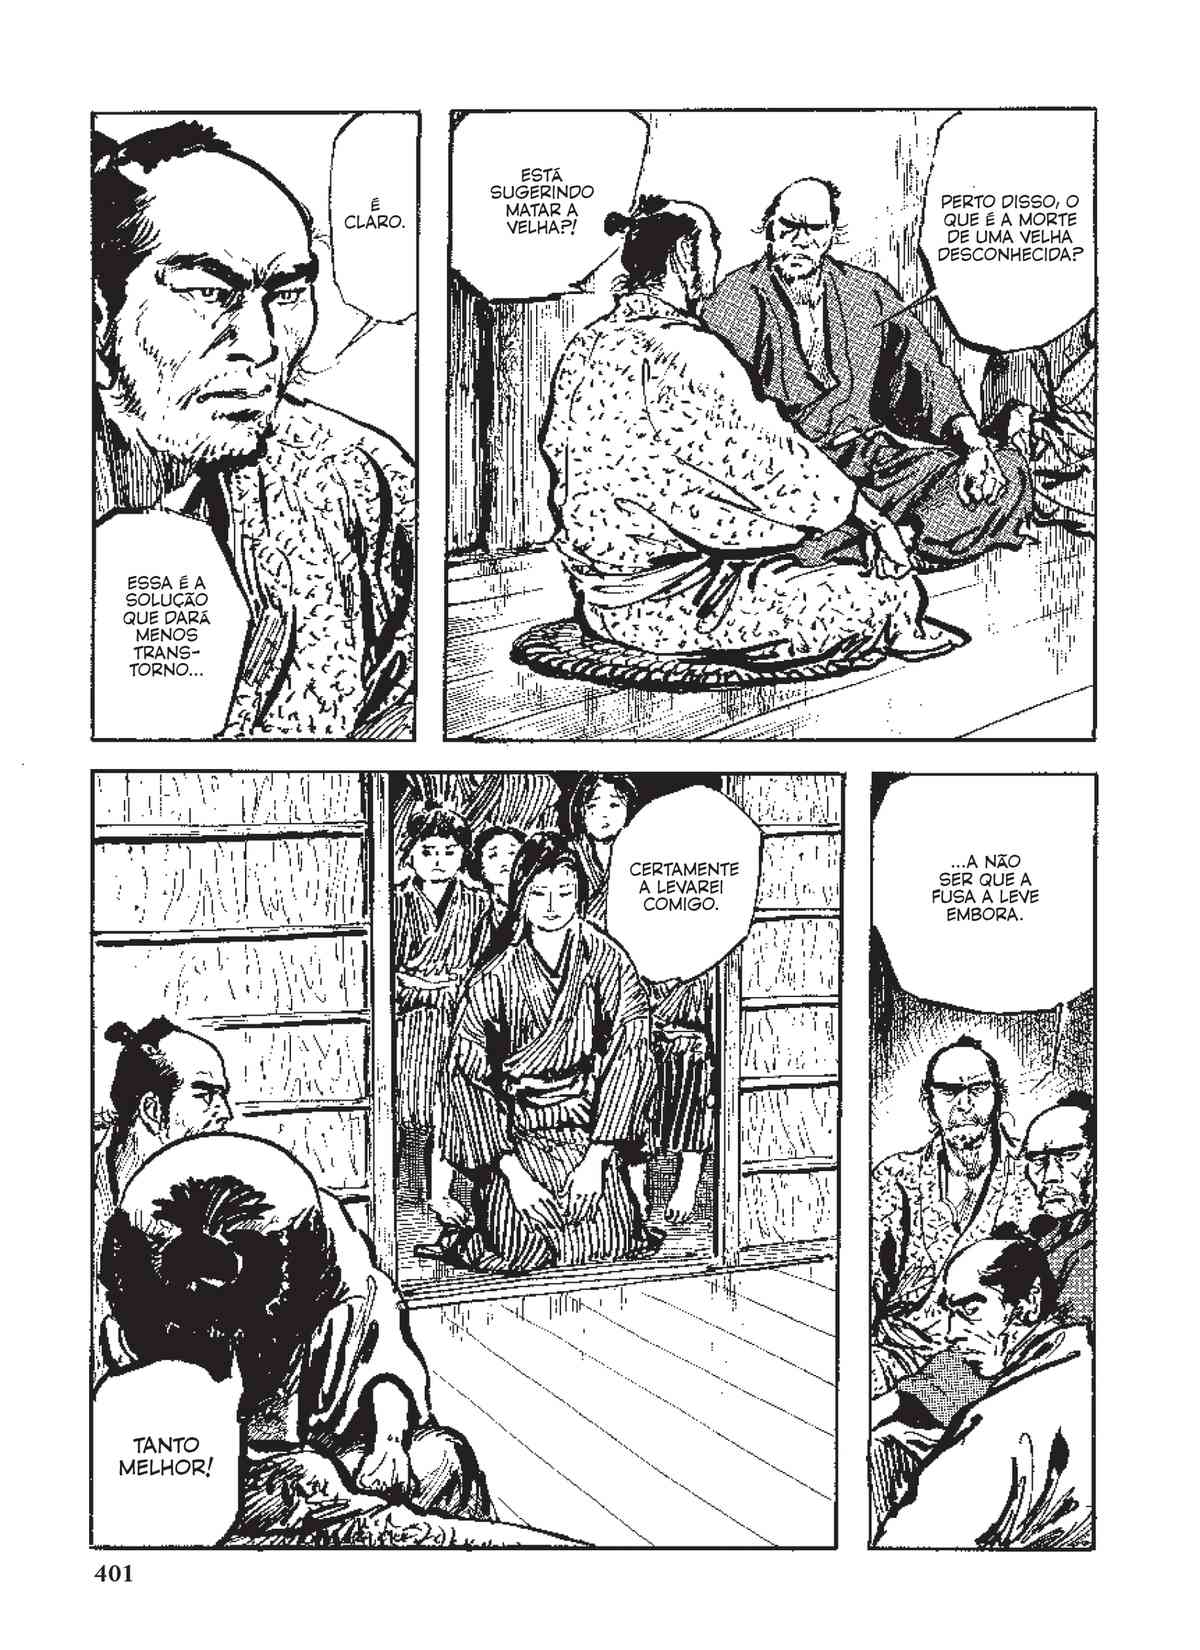 PERTO DISSO, O
QUE É A MORTE
DE UMA VELHA
DESCONHECIDA?
ESTÁ
SUGERINDO
MATAR A
VELHA?!
É
CLARO.
ESSA É A
SOLUÇÃO
QUE DARÁ
MENOS
TRANS-
TORNO...
...A NÃO
SER QUE A
FUSA A LEVE
EMBORA.
CERTAMENTE
A LEVAREI
COMIGO.
TANTO
MELHOR!
401